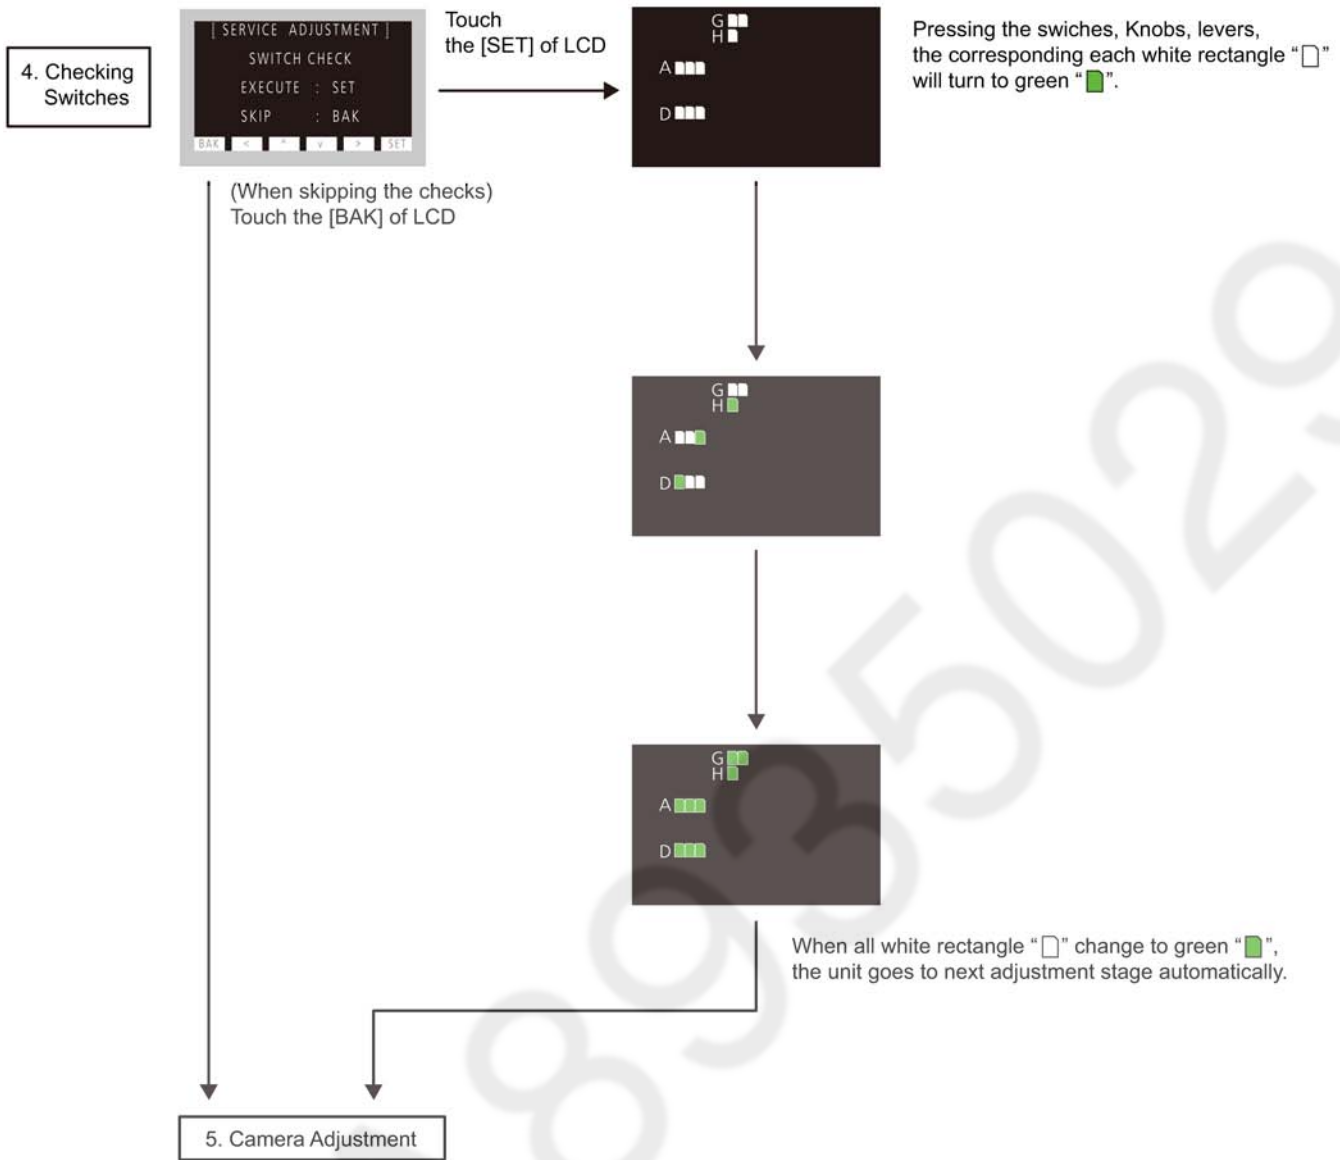 4. Checking
Switches
[ SERVICE ADJUSTMENT ]
SWITCH CHECK
EXECUTE : SET
SKIP : BAK
BAK < ^ v > SET
Touch
the [SET] of LCD
G
H
A
D
Pressing the swiches, Knobs, levers,
the corresponding each white rectangle “ ”
will turn to green “ ”.
(When skipping the checks)
Touch the [BAK] of LCD
G
H
A
D
G
H
A
D
When all white rectangle “ ” change to green “ ”,
the unit goes to next adjustment stage automatically.
5. Camera Adjustment